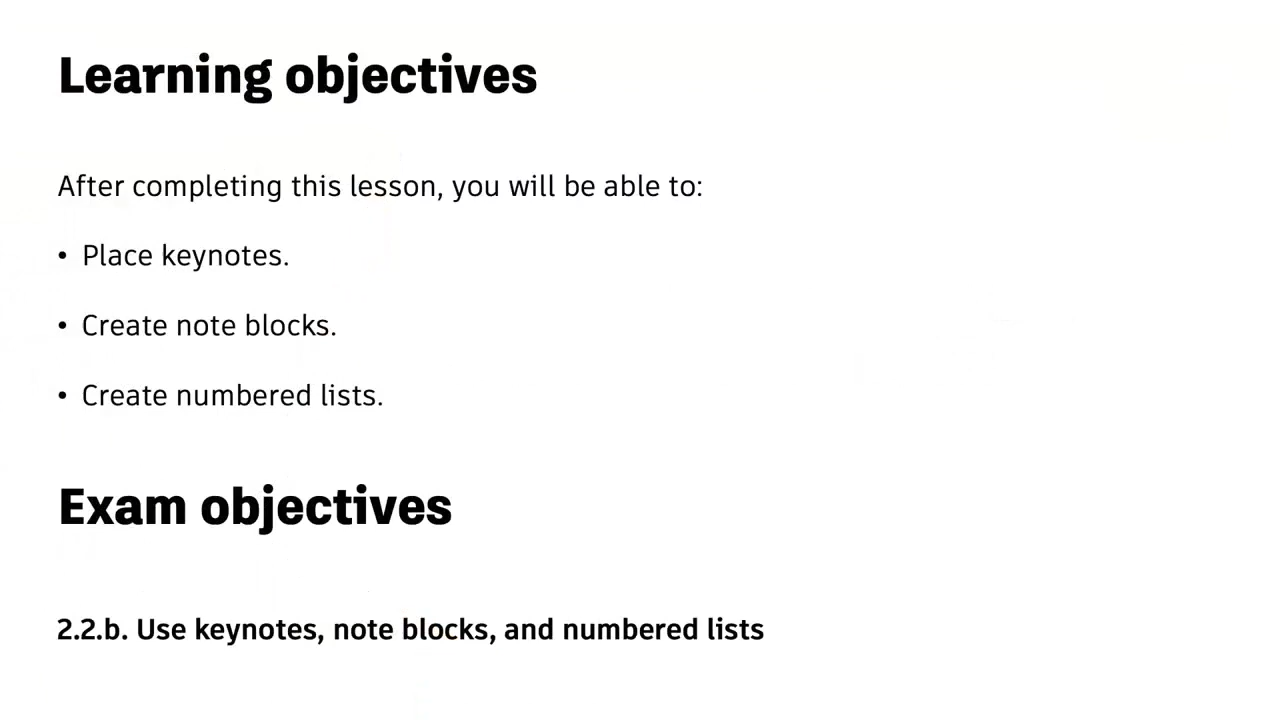 Learning objectives
After completing this lesson, you will be able to:
• Place keynotes.
• Create note blocks.
• Create numbered lists.
Exam objectives
2.2.b. Use keynotes, note blocks, and numbered lists